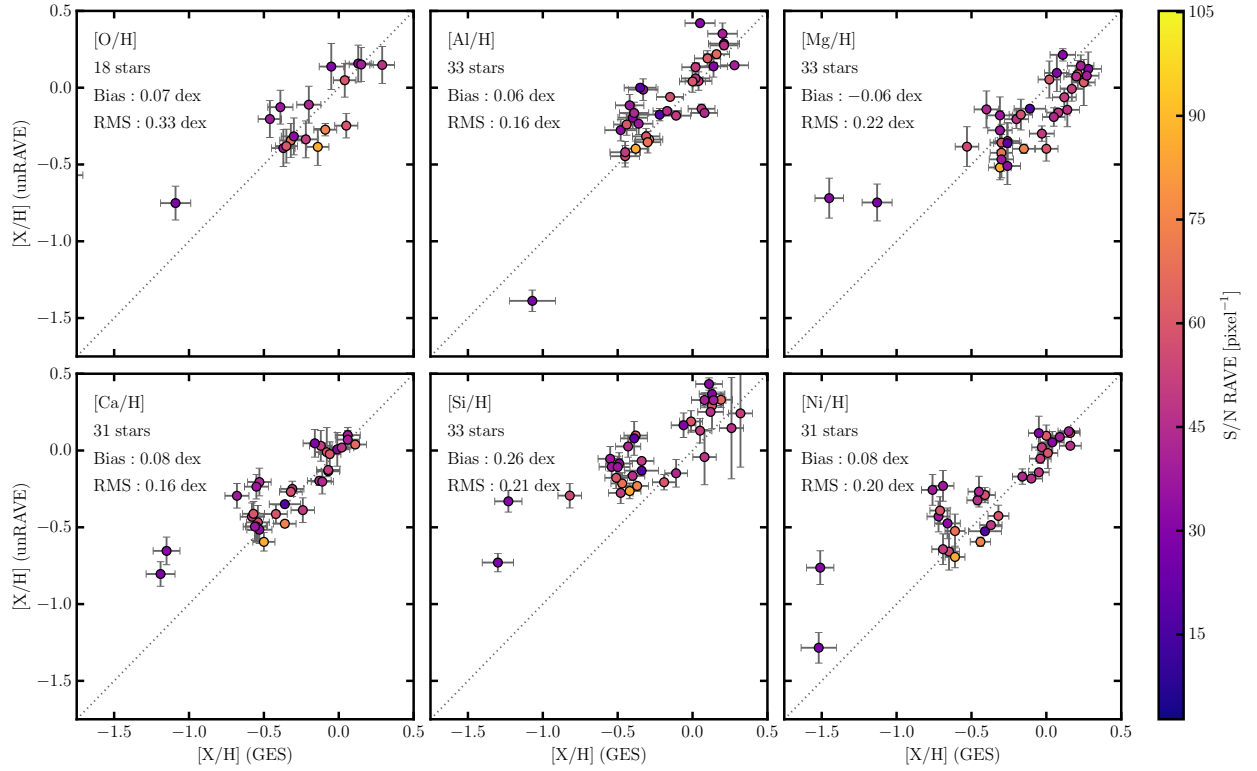 0.5
0.0
−0.5
−1.0
−1.5
[X/H] (unRAVE)
[O/H]
18 stars
Bias : 0.07 dex
RMS : 0.33 dex
[Al/H]
33 stars
Bias : 0.06 dex
RMS : 0.16 dex
[Mg/H]
33 stars
Bias : −0.06 dex
RMS : 0.22 dex
0.5
0.0
−0.5
−1.0
−1.5
[X/H] (unRAVE)
[Ca/H]
31 stars
Bias : 0.08 dex
RMS : 0.16 dex
[Si/H]
33 stars
Bias : 0.26 dex
RMS : 0.21 dex
[Ni/H]
31 stars
Bias : 0.08 dex
RMS : 0.20 dex
−1.5 −1.0 −0.5 0.0 0.5
[X/H] (GES)
−1.5 −1.0 −0.5 0.0 0.5
[X/H] (GES)
−1.5 −1.0 −0.5 0.0 0.5
[X/H] (GES)
105
90
75
60
45
30
15
S/N RAVE [pixel⁻¹]